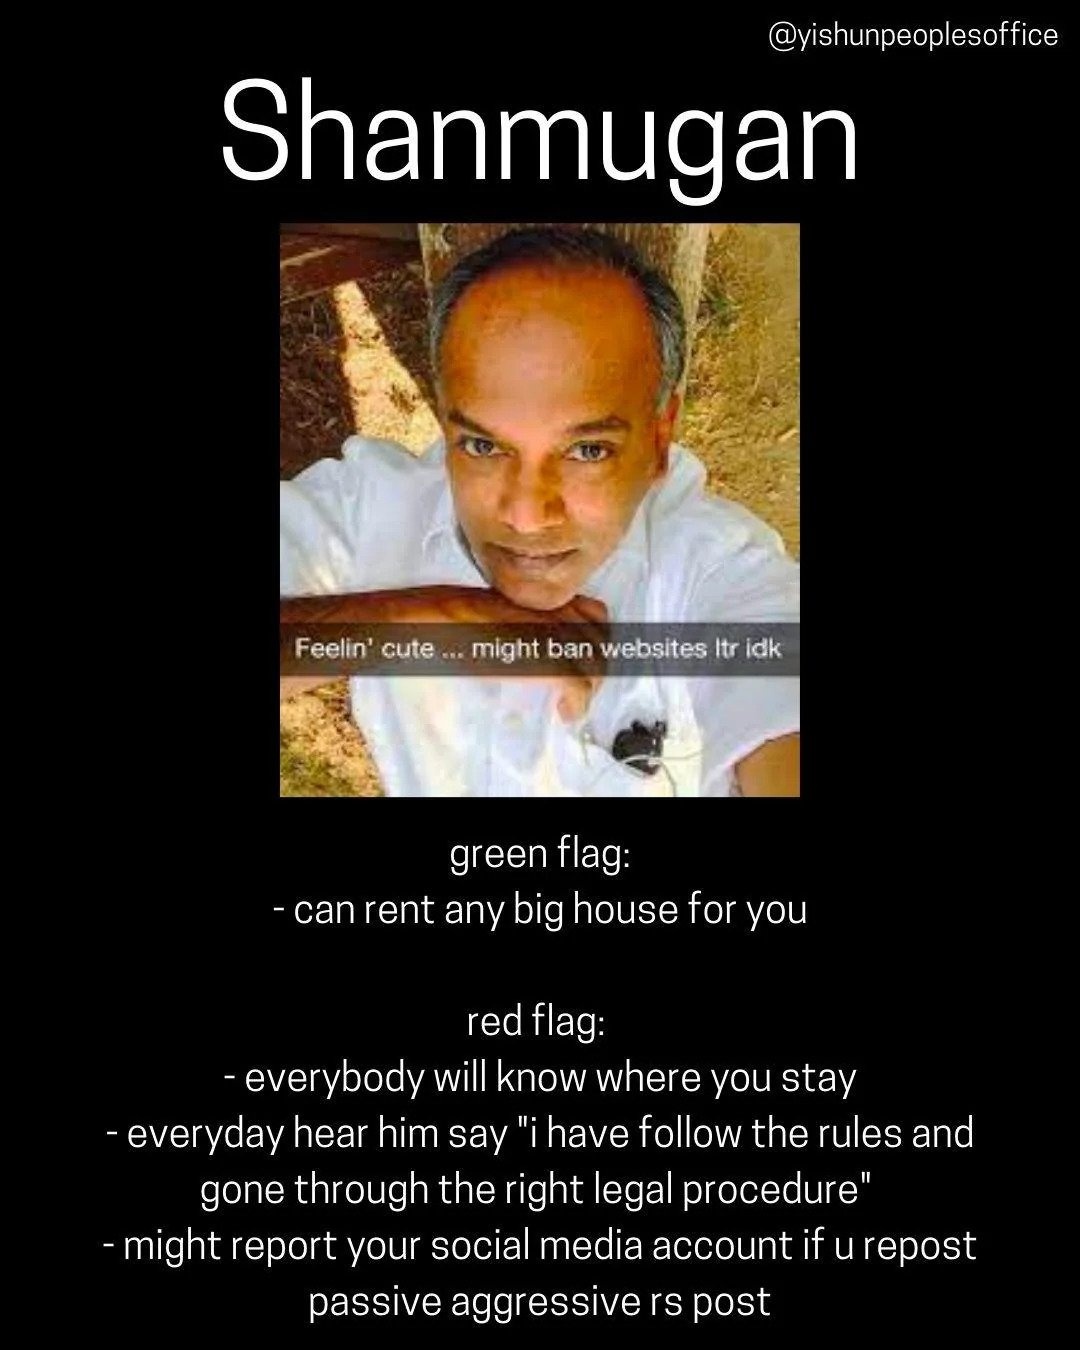 @yishunpeoplesoffice
Shanmugan
Feelin' cute ... might ban websites ltr idk
green flag:
- can rent any big house for you
red flag:
- everybody will know where you stay
- everyday hear him say "i have follow the rules and
gone through the right legal procedure"
- might report your social media account if u repost
passive aggressive rs post